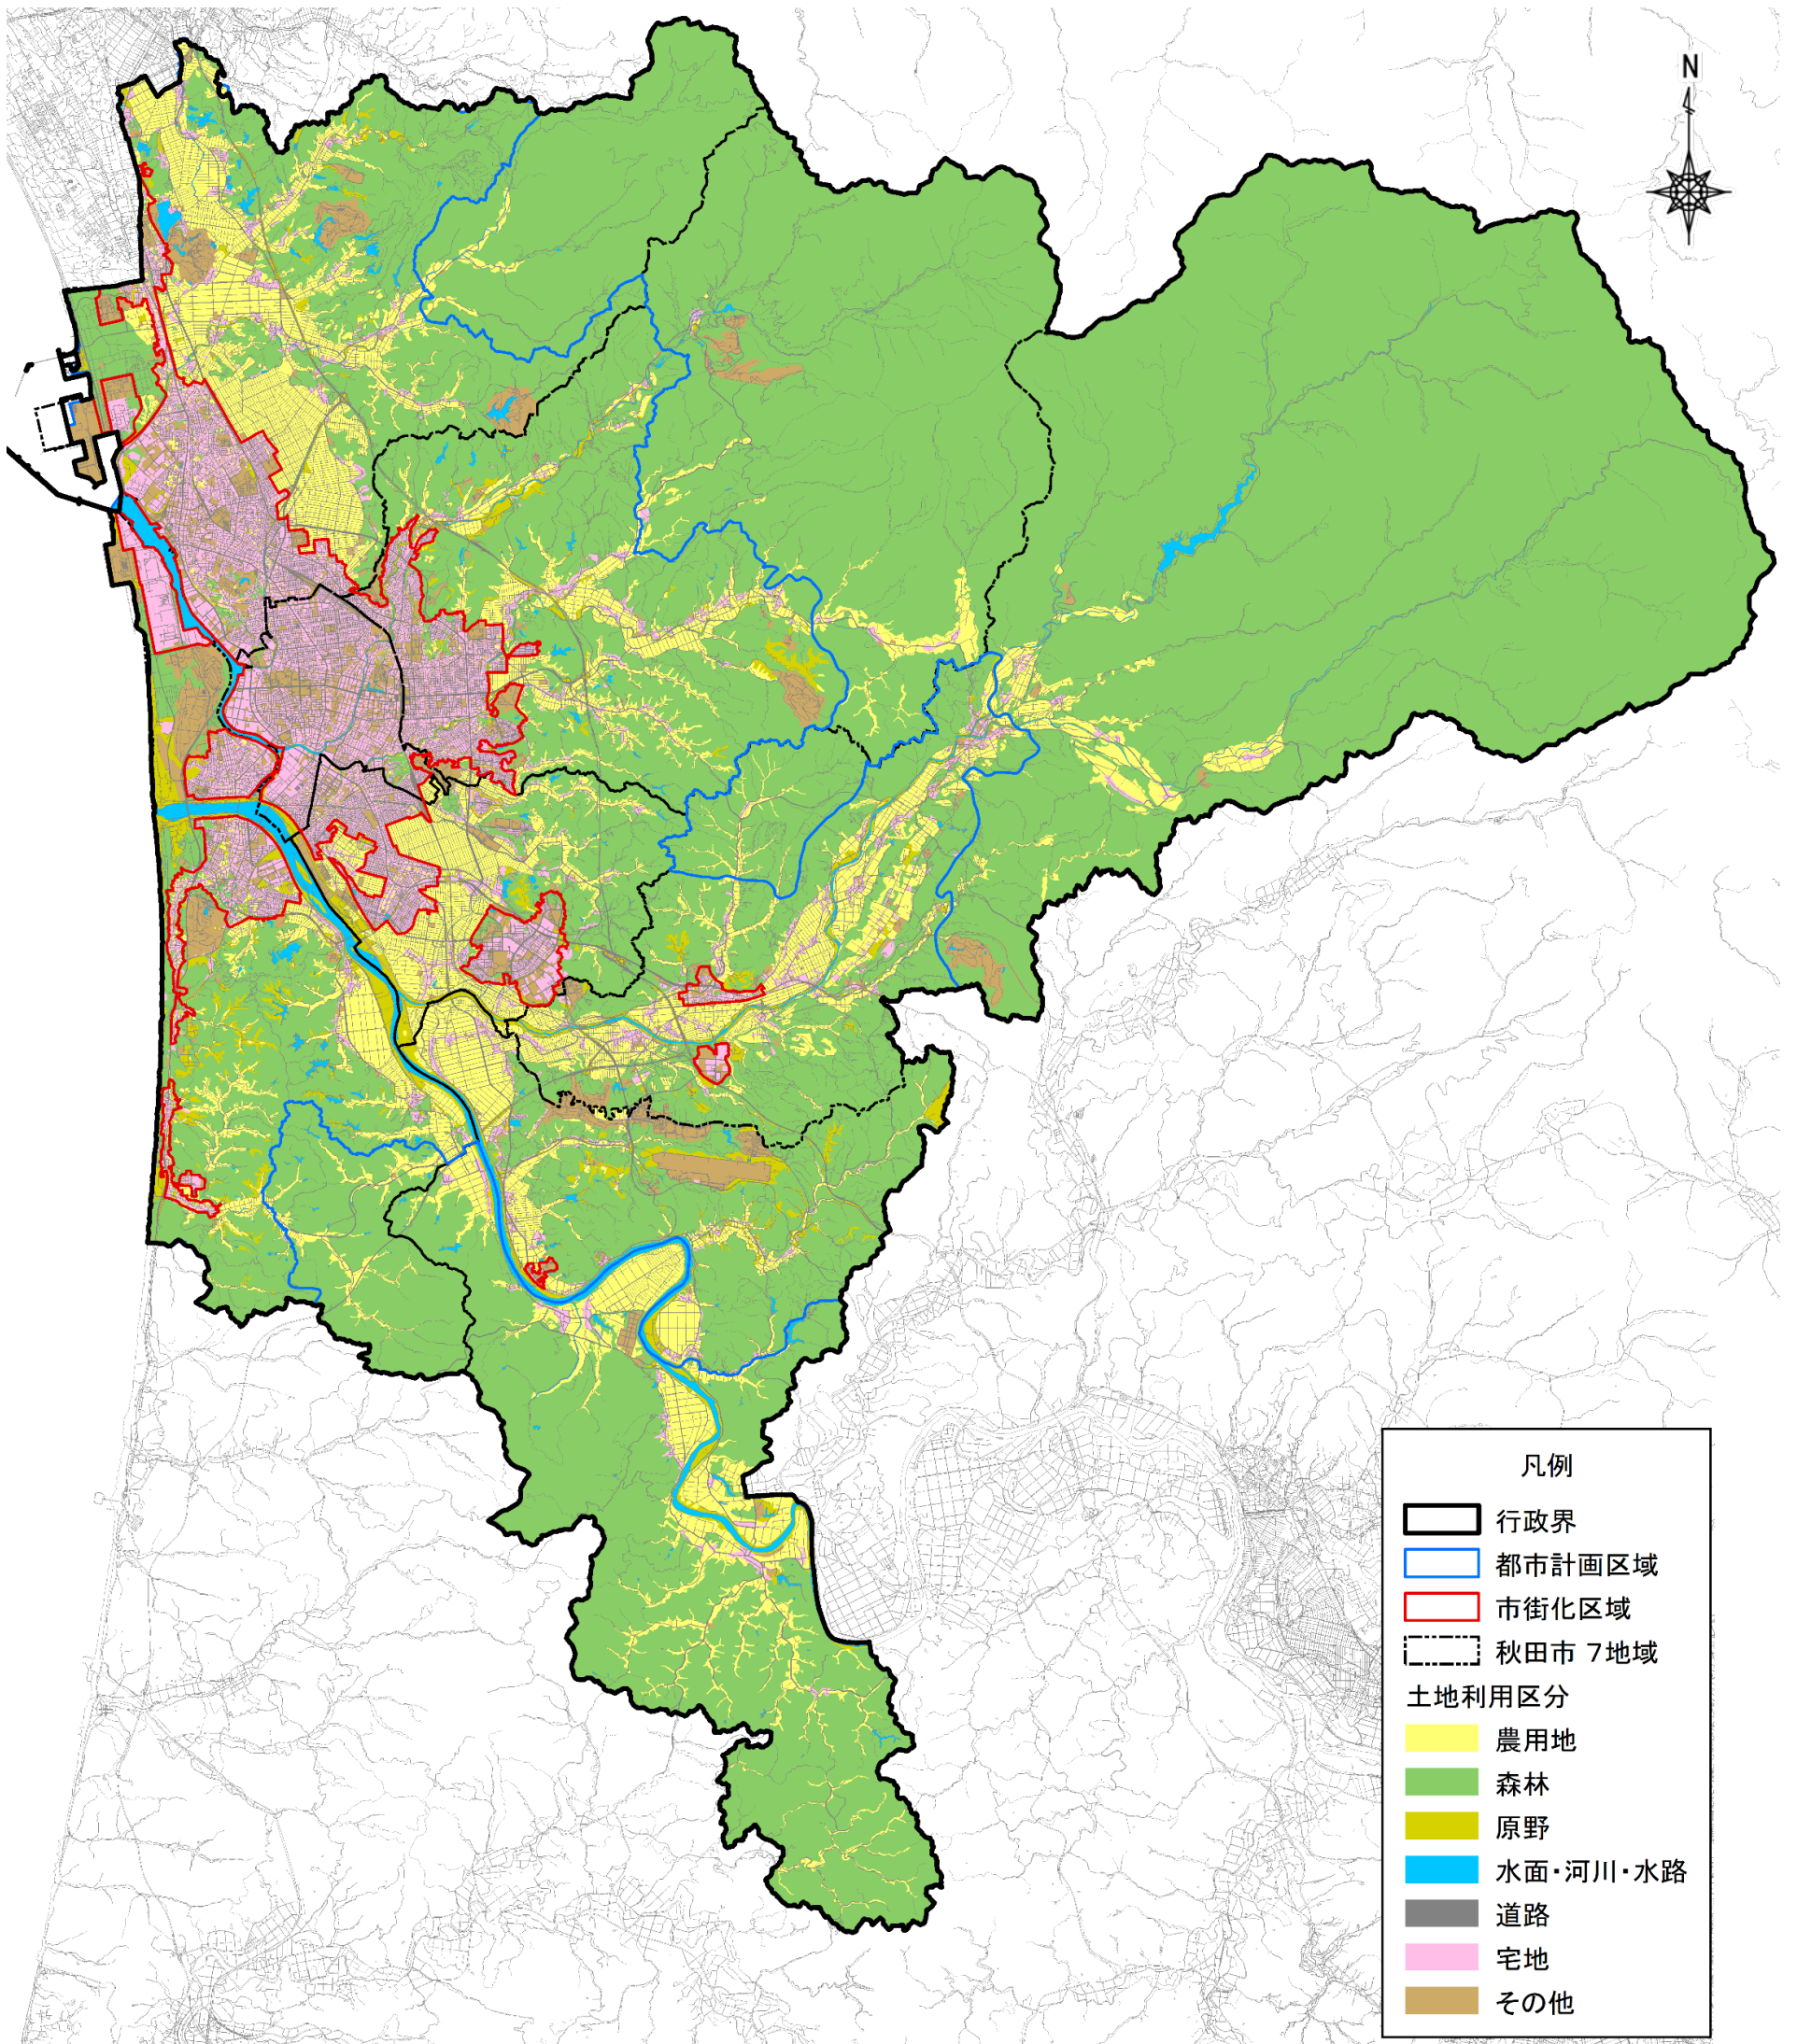 N
凡例
行政界
都市計画区域
市街化区域
秋田市 7地域
土地利用区分
農用地
森林
原野
水面・河川・水路
道路
宅地
その他